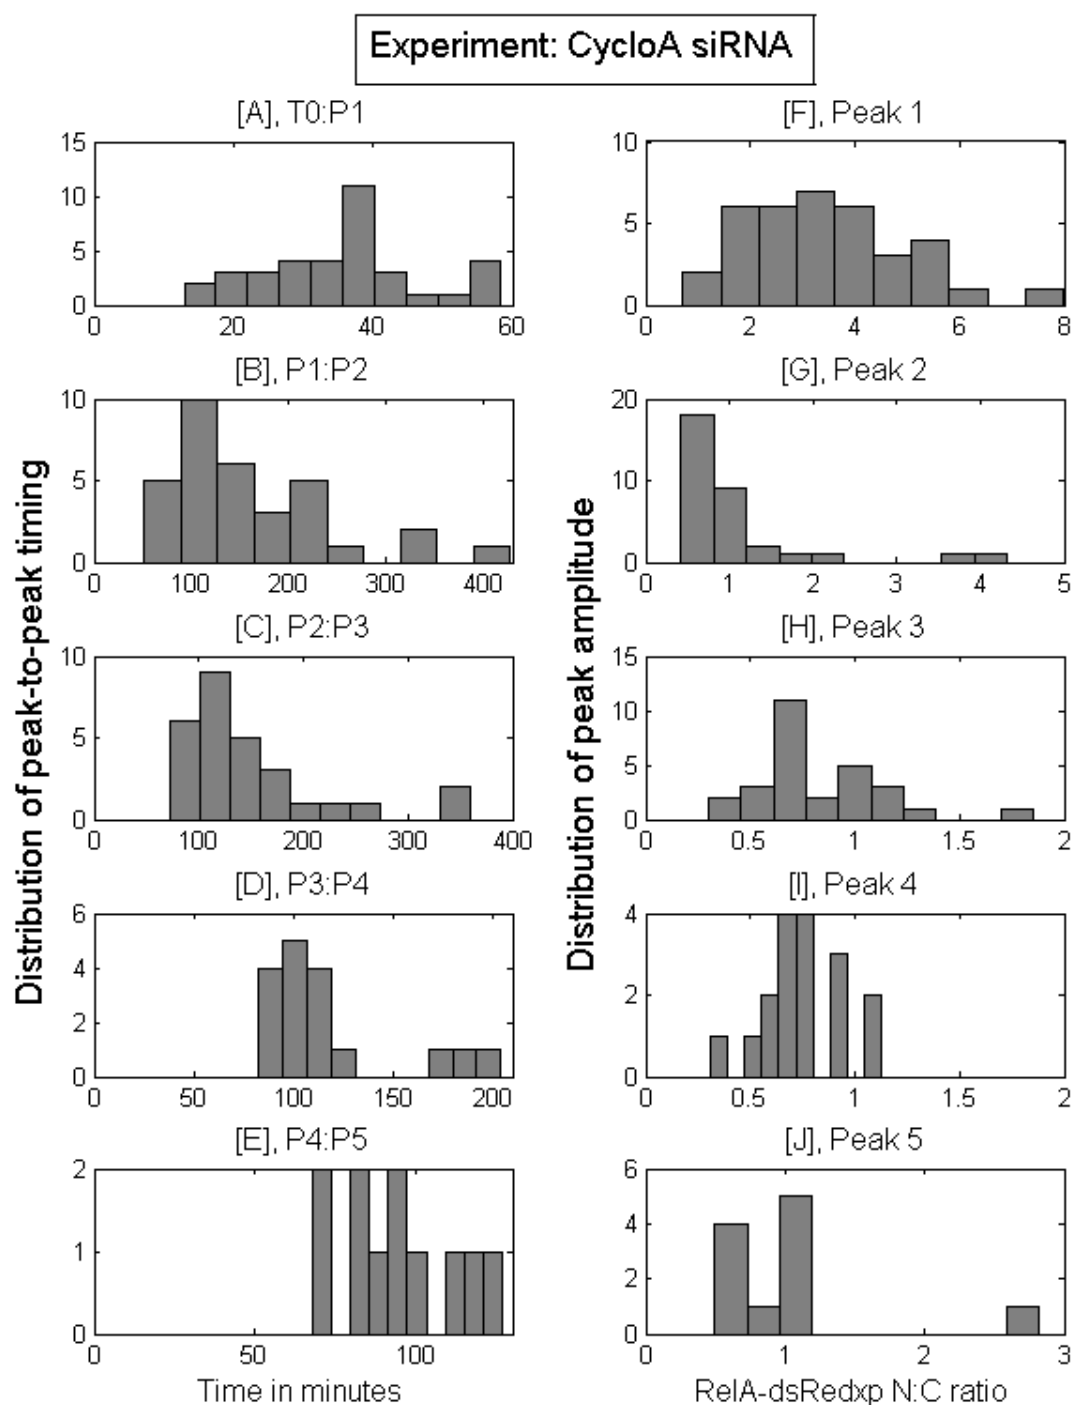 Experiment: CycloA siRNA
[A], T0:P1
15
10
5
0
0 20 40 60
[F], Peak 1
10
5
0
0 2 4 6 8
[B], P1:P2
10
5
0
0 100 200 300 400
[G], Peak 2
20
10
0
0 1 2 3 4 5
[C], P2:P3
10
5
0
0 100 200 300 400
[H], Peak 3
15
10
5
0
0 0.5 1 1.5 2
[D], P3:P4
6
4
2
0
0 50 100 150 200
[I], Peak 4
4
2
0
0 0.5 1 1.5 2
[E], P4:P5
2
1
0
0 50 100
Time in minutes
[J], Peak 5
6
4
2
0
0 1 2 3
RelA-dsRedxp N:C ratio
Distribution of peak-to-peak timing
Distribution of peak amplitude